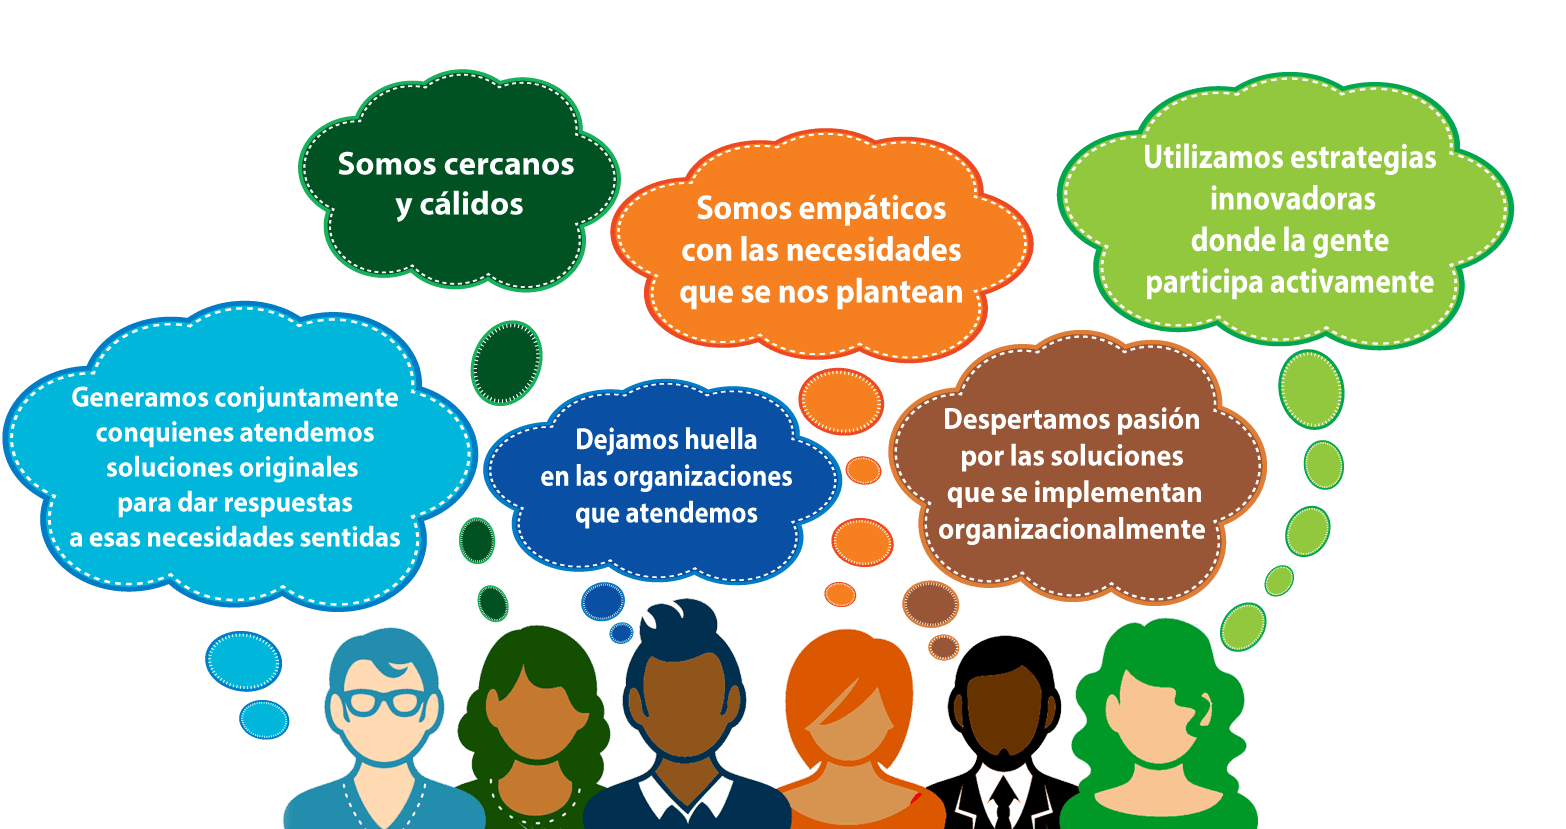 Somos cercanos
y cálidos
Somos empáticos
con las necesidades
que se nos plantean
Utilizamos estrategias
innovadoras
donde la gente
participa activamente
Generamos conjuntamente
conquienes atendemos
soluciones originales
para dar respuestas
a esas necesidades sentidas
Dejamos huella
en las organizaciones
que atendemos
Despertamos pasión
por las soluciones
que se implementan
organizacionalmente